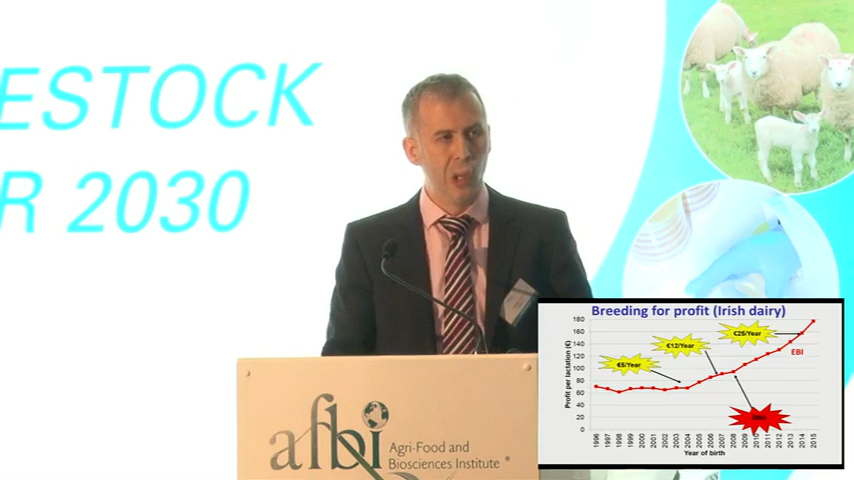 ESTOCK
R 2030
afbi
Agri-Food and
Biosciences Institute
Breeding for profit (Irish dairy)
180
160
140
120
100
80
60
40
20
0
Profit per lactation (€)
€5/Year
€12/Year
€25/Year
EBI
1996 1997 1998 1999 2000 2001 2002 2003 2004 2005 2006 2007 2008 2009 2010 2011 2012 2013 2014 2015
Year of birth